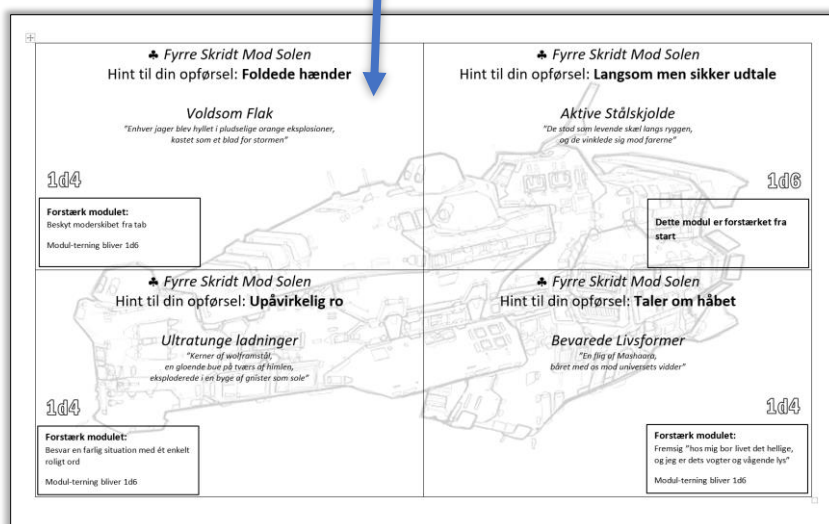 ♣ Fyrre Skridt Mod Solen
Hint til din opførsel: Foldede hænder
Voldsom Flak
"Enhver jager blev hyllet i pludselige orange eksplosioner,
kastet som et blad for stormen"
1d4
Forstærk modulet:
Beskyt moderskibet fra tab
Modul-terning bliver 1d6
♣ Fyrre Skridt Mod Solen
Hint til din opførsel: Langsom men sikker udtale
Aktive Stålskjolde
"De stod som levende skæl langs ryggen,
og de vinklede sig mod farerne"
1d6
Dette modul er forstærket fra
start
♣ Fyrre Skridt Mod Solen
Hint til din opførsel: Upåvirkelig ro
Ultratunge ladninger
"Kerner af wolframstål,
en gloende bue på tværs af himlen,
eksploderede i en byge af gnister som sole"
1d4
Forstærk modulet:
Besvar en farlig situation med ét enkelt
roligt ord
Modul-terning bliver 1d6
♣ Fyrre Skridt Mod Solen
Hint til din opførsel: Taler om håbet
Bevarede Livsformer
"En flig af Mashaara,
båret med os mod universets vidder"
1d4
Forstærk modulet:
Fremsig "hos mig bor livet det hellige,
og jeg er dets vogter og vågende lys"
Modul-terning bliver 1d6